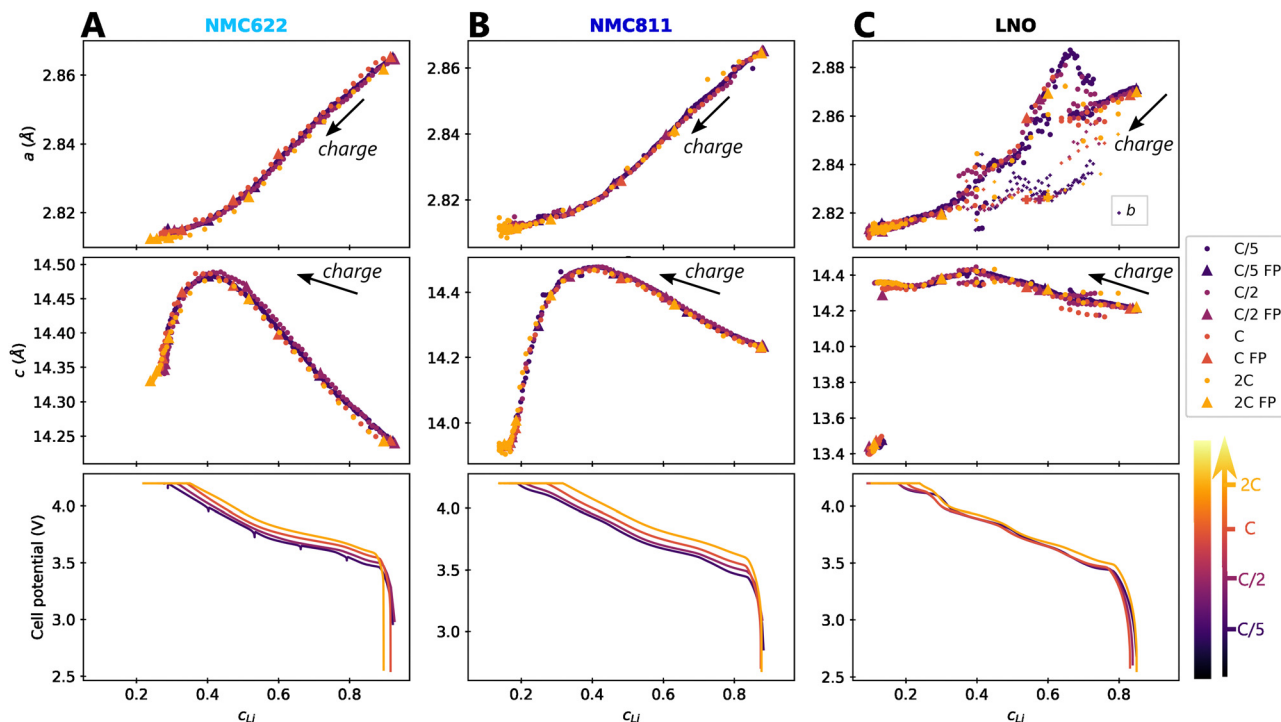 A
NMC622
B
NMC811
C
LNO
a (Å)
2.86
2.84
2.82
charge
2.86
2.84
2.82
charge
2.88
2.86
2.84
2.82
charge
b
c (Å)
14.50
14.45
14.40
14.35
14.30
14.25
charge
14.4
14.2
14.0
charge
14.4
14.2
14.0
13.8
13.6
13.4
charge
C/5
C/5 FP
C/2
C/2 FP
C
C FP
2C
2C FP
Cell potential (V)
4.0
3.5
3.0
2.5
0.2 0.4 0.6 0.8
c_Li
4.0
3.5
3.0
0.2 0.4 0.6 0.8
c_Li
4.0
3.5
3.0
2.5
0.2 0.4 0.6 0.8
c_Li
2C
C
C/2
C/5